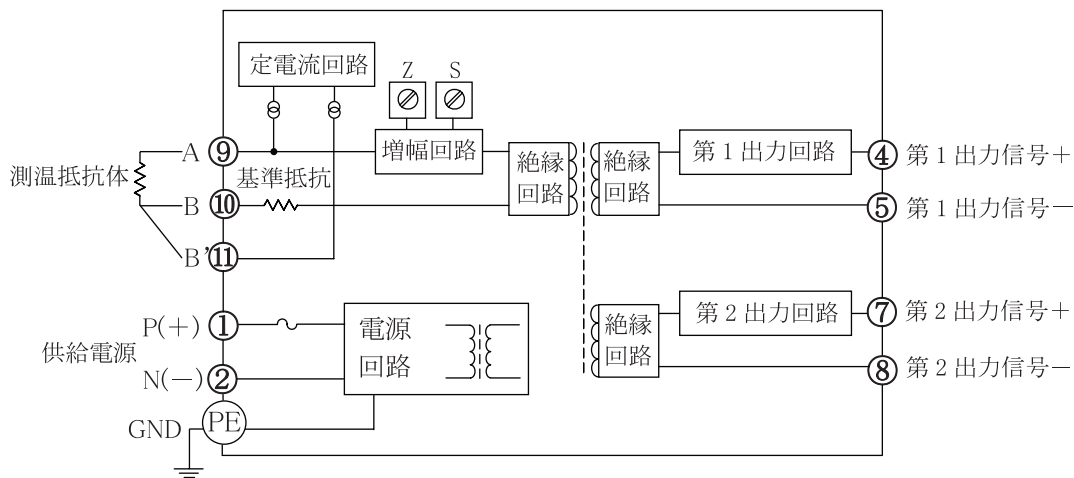 定電流回路
Z
S
増幅回路
A
⑨
測温抵抗体
基準抵抗
B
⑩
B'
⑪
絶縁
回路
絶縁
回路
第1出力回路
④
第1出力信号+
⑤
第1出力信号−
P(+)
①
供給電源
N(−)
②
電源
回路
GND
PE
絶縁
回路
第2出力回路
⑦
第2出力信号+
⑧
第2出力信号−